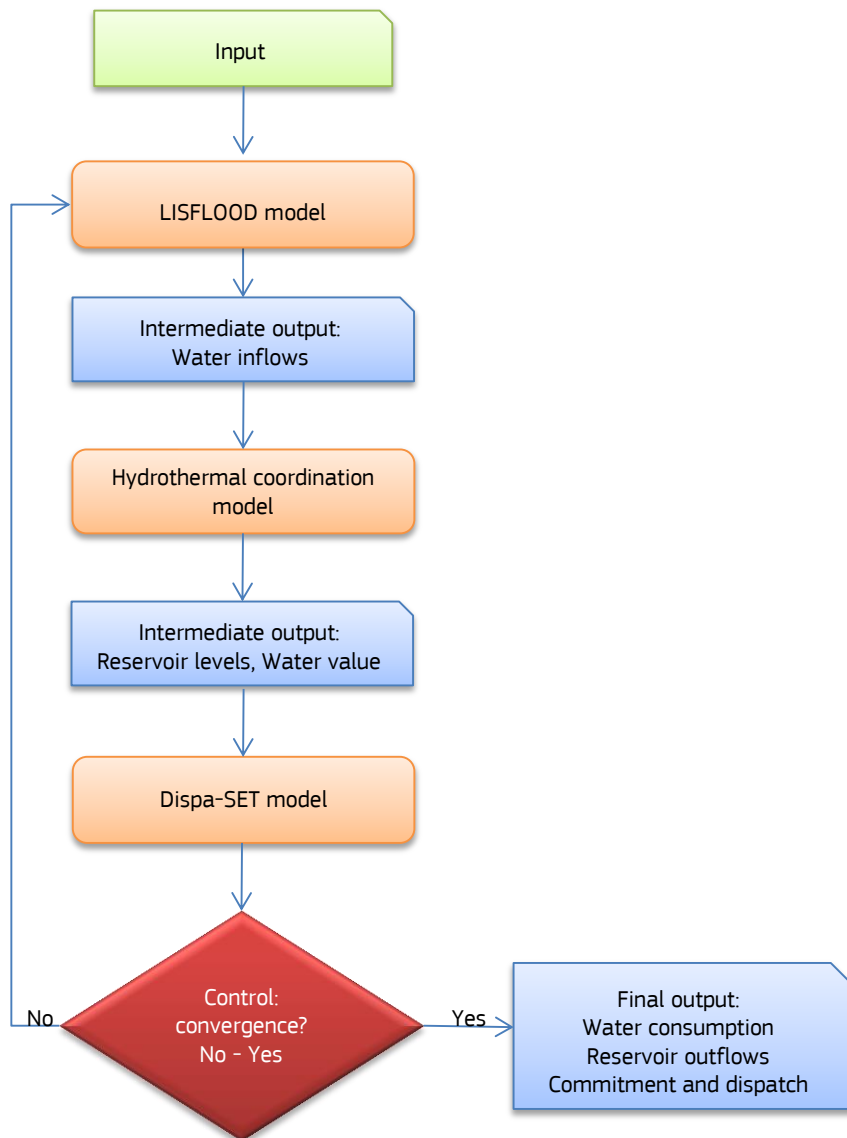 Input
LISFLOOD model
Intermediate output:
Water inflows
Hydrothermal coordination
model
Intermediate output:
Reservoir levels, Water value
Dispa-SET model
Control:
convergence?
No - Yes
No
Yes
Final output:
Water consumption
Reservoir outflows
Commitment and dispatch